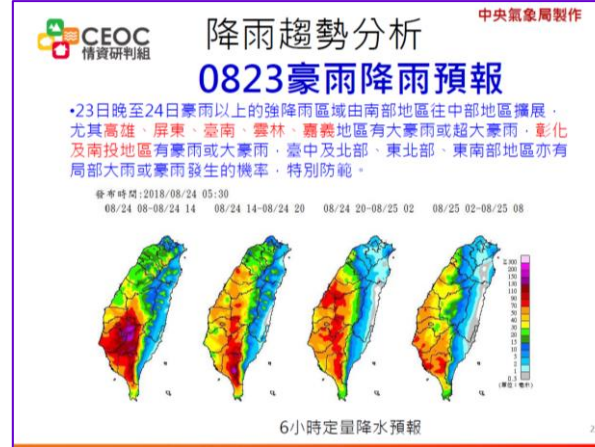 中央氣象局製作
CEOC
情資研判組
降雨趨勢分析
0823豪雨降雨預報
•23日晚至24日豪雨以上的強降雨區域由南部地區往中部地區擴展，
尤其高雄、屏東、臺南、雲林、嘉義地區有大豪雨或超大豪雨，彰化
及南投地區有豪雨或大豪雨，臺中及北部、東北部、東南部地區亦有
局部大雨或豪雨發生的機率，特別防範。
發布時間:2018/08/24 05:30
08/24 08-08/24 14 08/24 14-08/24 20 08/24 20-08/25 02 08/25 02-08/25 08
300
200
150
130
110
90
70
50
40
30
20
15
10
6
2
1
0.5
(單位：毫米)
6小時定量降水預報